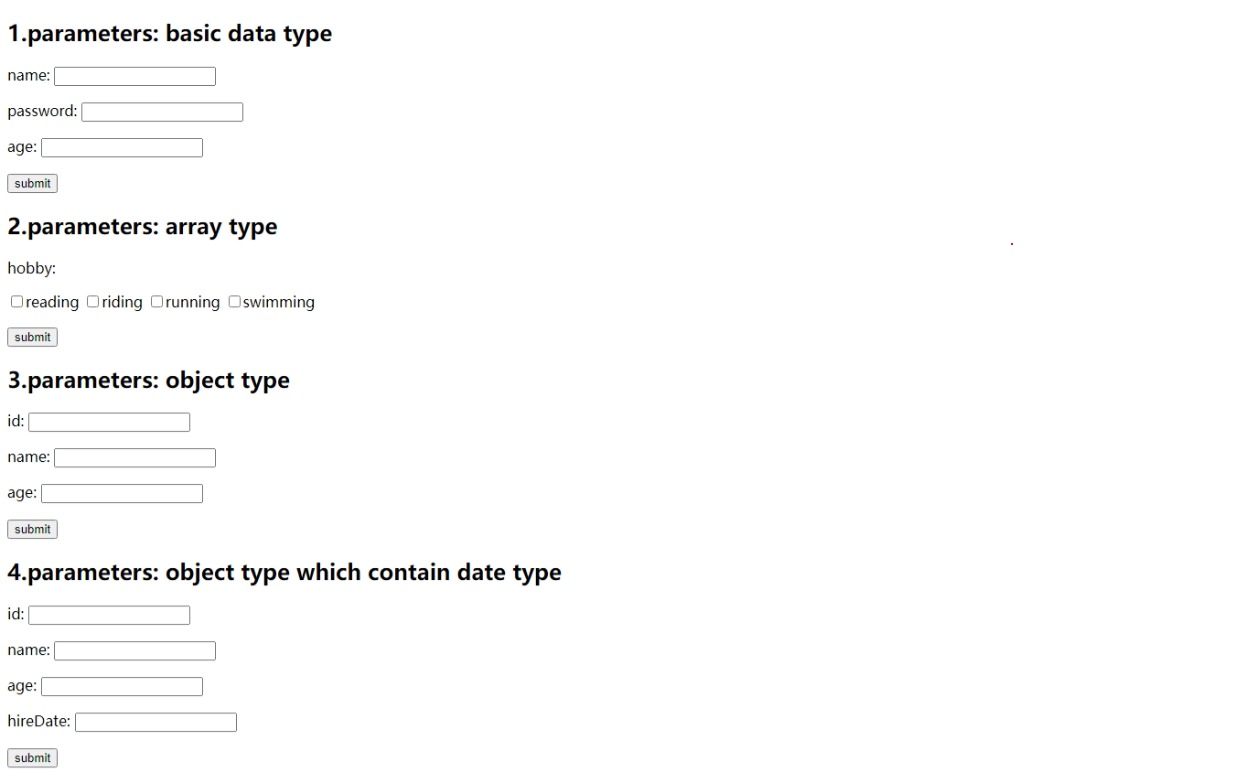 1.parameters: basic data type
name:
password:
age:
submit
2.parameters: array type
hobby:
reading riding running swimming
submit
3.parameters: object type
id:
name:
age:
submit
4.parameters: object type which contain date type
id:
name:
age:
hireDate:
submit